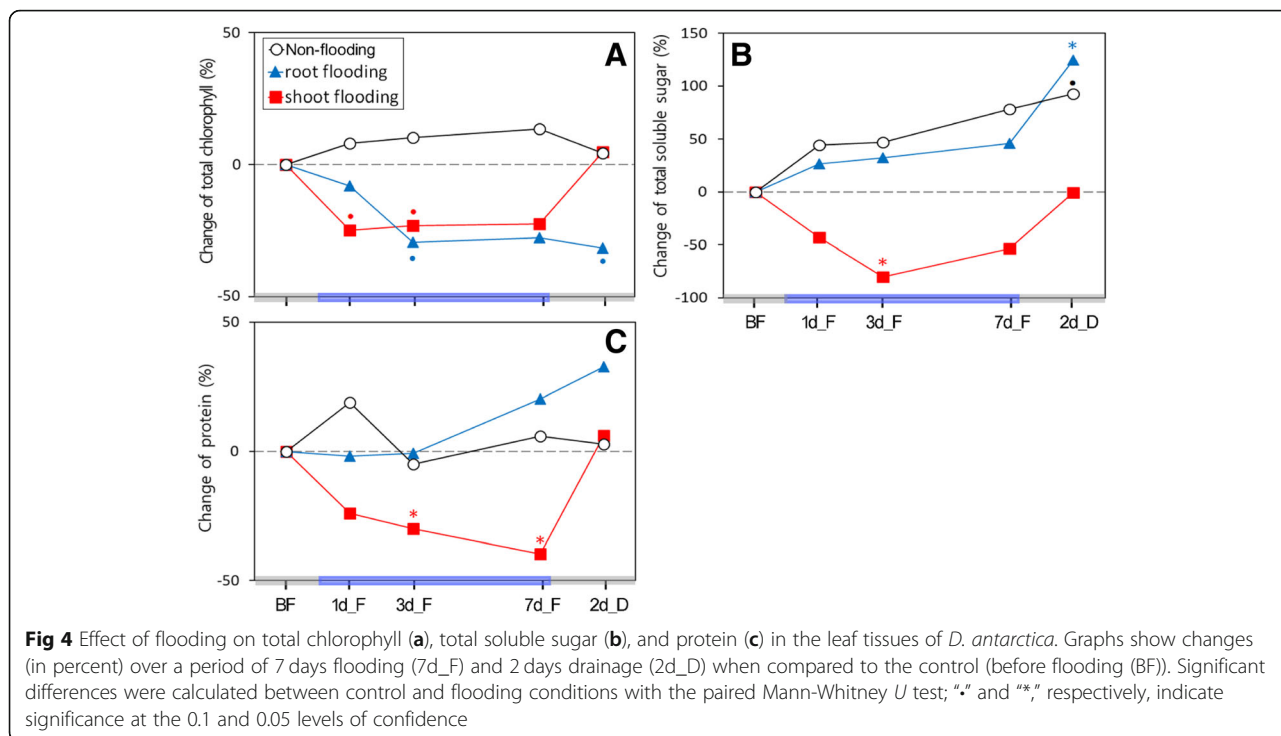 50
0
-50
Change of total chlorophyll (%)
Non-flooding
root flooding
shoot flooding
A
•
•
•
•
150
100
50
0
-50
-100
Change of total soluble sugar (%)
B
*
•
*
BF 1d_F 3d_F 7d_F 2d_D
50
0
-50
Change of protein (%)
C
*
*
BF 1d_F 3d_F 7d_F 2d_D
Fig 4 Effect of flooding on total chlorophyll (a), total soluble sugar (b), and protein (c) in the leaf tissues of D. antarctica. Graphs show changes
(in percent) over a period of 7 days flooding (7d_F) and 2 days drainage (2d_D) when compared to the control (before flooding (BF)). Significant
differences were calculated between control and flooding conditions with the paired Mann-Whitney U test; “•” and “*,” respectively, indicate
significance at the 0.1 and 0.05 levels of confidence